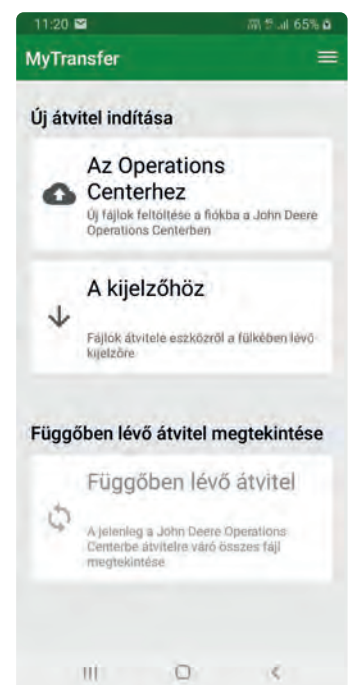 11:20
65%
MyTransfer
Új átvitel indítása
Az Operations
Centerhez
Új fájlok feltöltése a fiókba a John Deere
Operations Centerben
A kijelzőhöz
Fájlok átvitele eszközről a fülkében lévő
kijelzőre
Függőben lévő átvitel megtekintése
Függőben lévő átvitel
A jelenleg a John Deere Operations
Centerbe átvitelre váró összes fájl
megtekintése